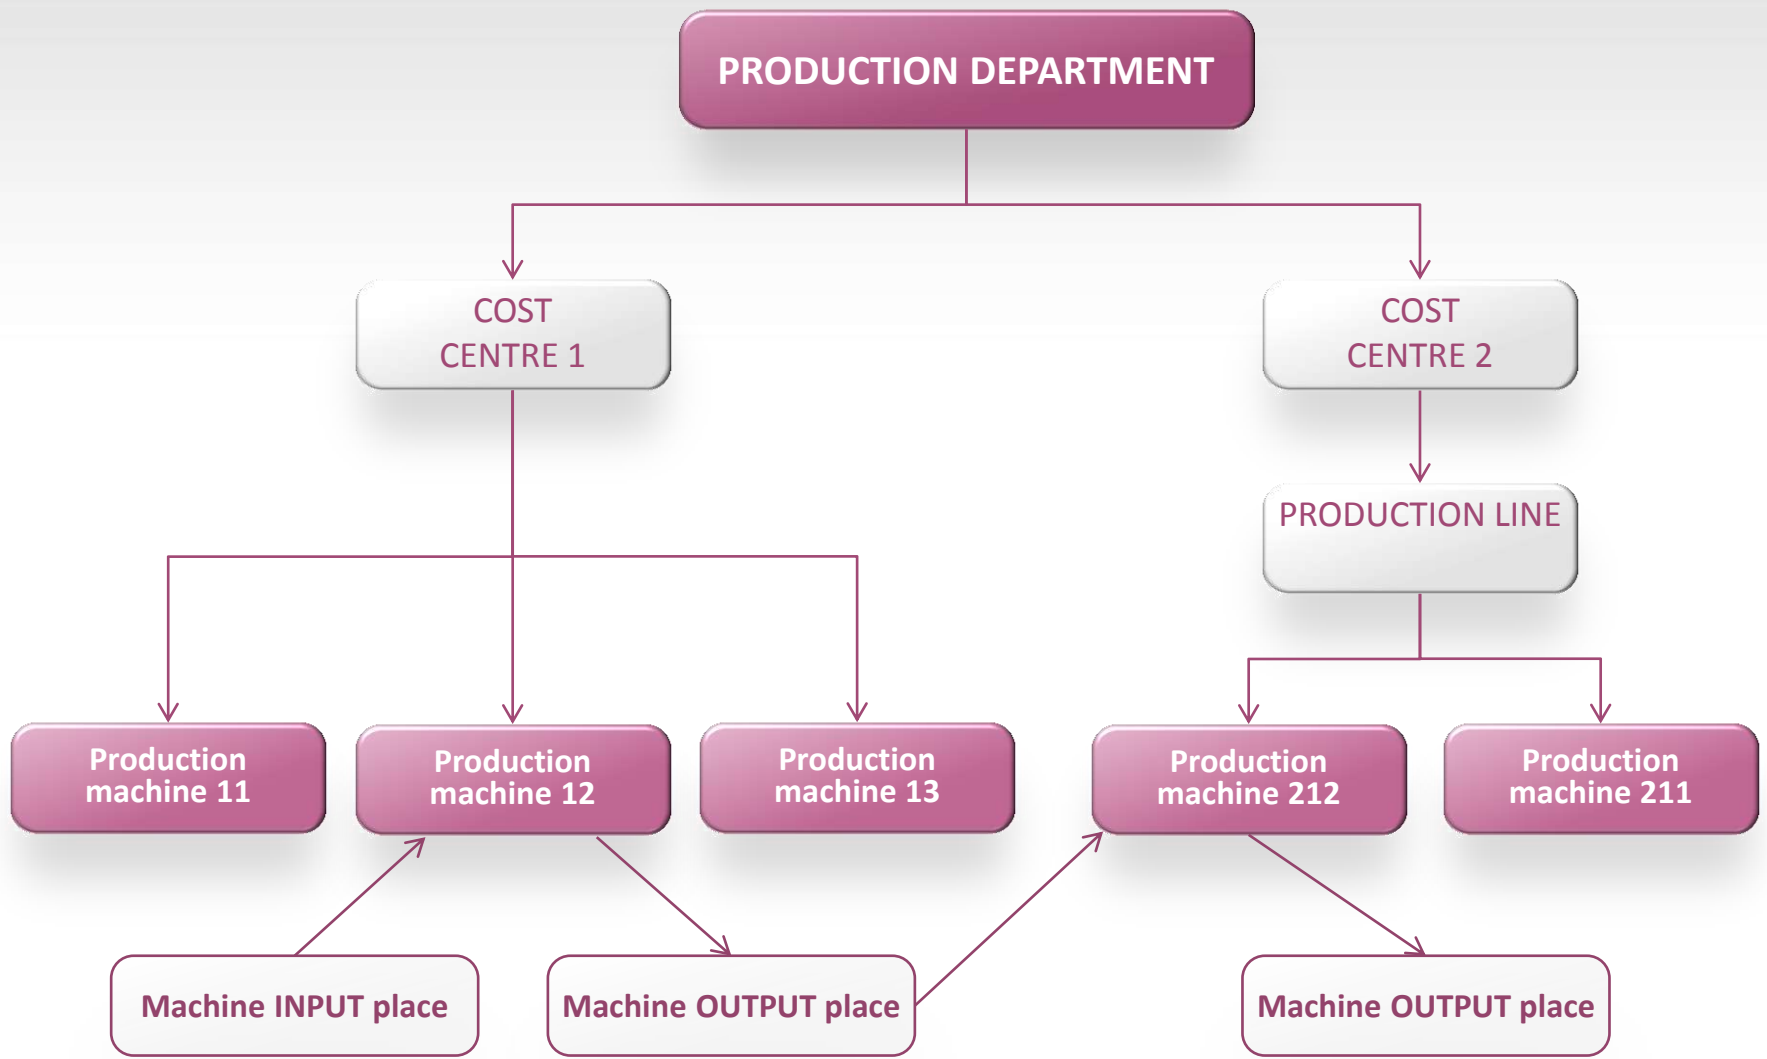 PRODUCTION DEPARTMENT
COST
CENTRE 1
COST
CENTRE 2
PRODUCTION LINE
Production
machine 11
Production
machine 12
Production
machine 13
Production
machine 212
Production
machine 211
Machine INPUT place
Machine OUTPUT place
Machine OUTPUT place